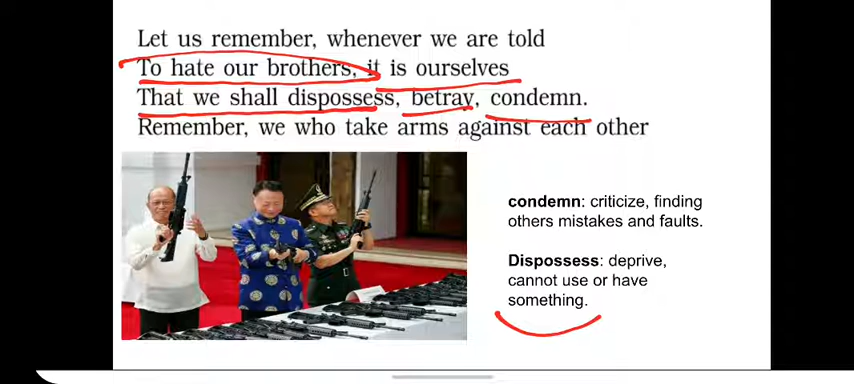 Let us remember, whenever we are told
To hate our brothers, it is ourselves
That we shall dispossess, betray, condemn.
Remember, we who take arms against each other
condemn: criticize, finding
others mistakes and faults.
Dispossess: deprive,
cannot use or have
something.